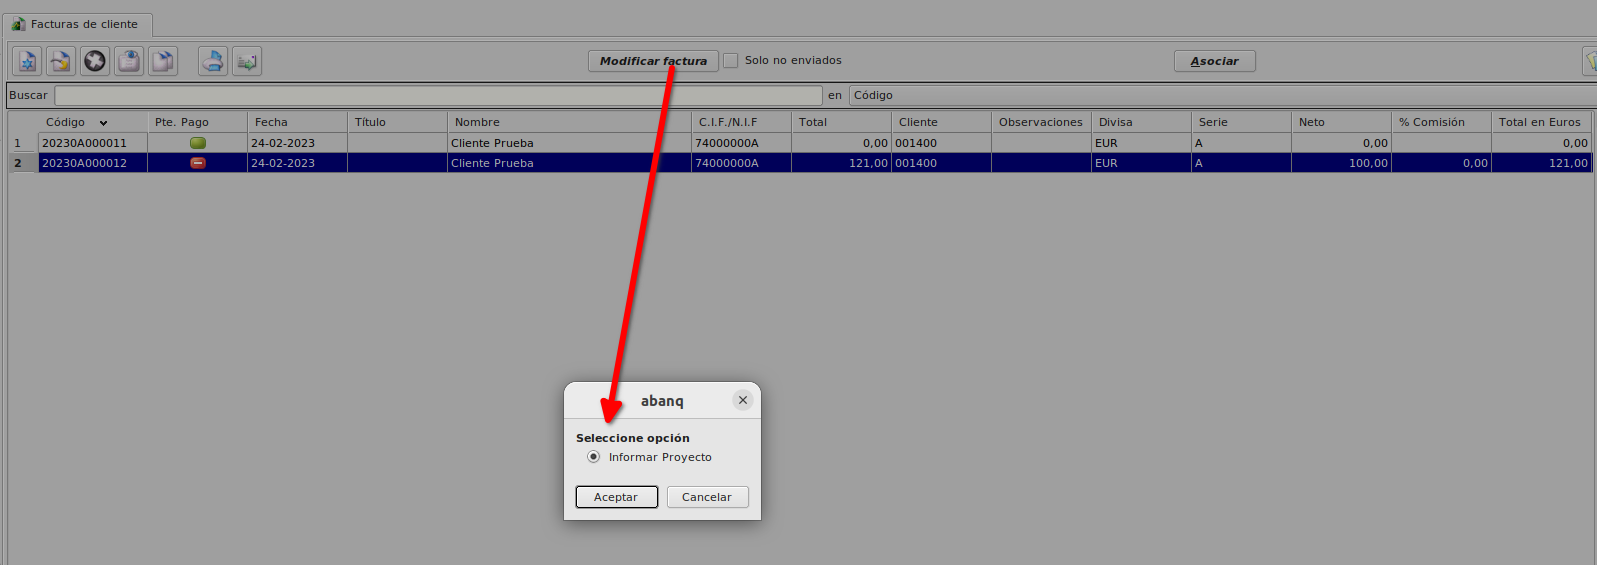 Facturas de cliente
Modificar factura Solo no enviados Asociar
Buscar en Código
Código Pte. Pago Fecha Título Nombre C.I.F./N.I.F Total Cliente Observaciones Divisa Serie Neto % Comisión Total en Euros
1 20230A000011 24-02-2023 Cliente Prueba 74000000A 0,00 001400 EUR A 0,00 0,00
2 20230A000012 24-02-2023 Cliente Prueba 74000000A 121,00 001400 EUR A 100,00 0,00 121,00
abanq
Seleccione opción
Informar Proyecto
Aceptar Cancelar